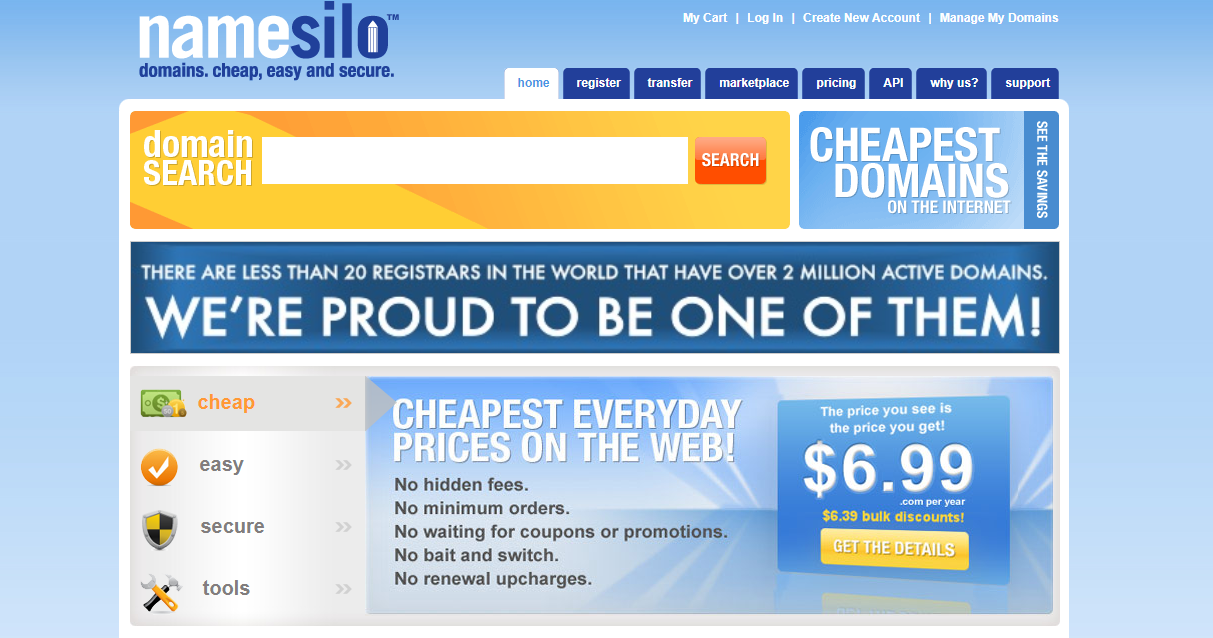 namesilo™
domains. cheap, easy and secure.
My Cart | Log In | Create New Account | Manage My Domains
home register transfer marketplace pricing API why us? support
domain
SEARCH
SEARCH
CHEAPEST
DOMAINS
ON THE INTERNET
SEE THE SAVINGS
THERE ARE LESS THAN 20 REGISTRARS IN THE WORLD THAT HAVE OVER 2 MILLION ACTIVE DOMAINS.
WE'RE PROUD TO BE ONE OF THEM!
cheap
easy
secure
tools
CHEAPEST EVERYDAY
PRICES ON THE WEB!
No hidden fees.
No minimum orders.
No waiting for coupons or promotions.
No bait and switch.
No renewal upcharges.
The price you see is
the price you get!
$6.99
.com per year
$6.39 bulk discounts!
GET THE DETAILS